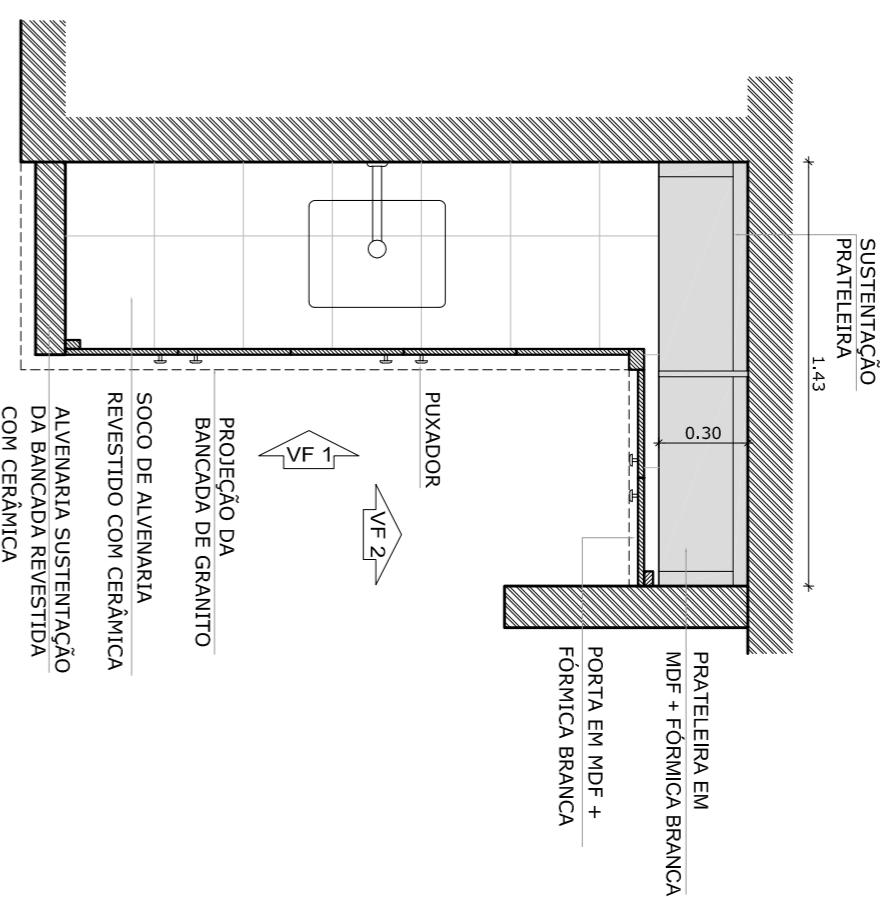 SUSTENTAÇÃO
PRATELEIRA
1.43
0.30
PRATELEIRA EM
MDF + FÓRMICA BRANCA
PORTA EM MDF +
FÓRMICA BRANCA
PUXADOR
VF 1
VF 2
PROJEÇÃO DA
BANCADA DE GRANITO
SOCO DE ALVENARIA
REVESTIDO COM CERÂMICA
ALVENARIA SUSTENTAÇÃO
DA BANCADA REVESTIDA
COM CERÂMICA